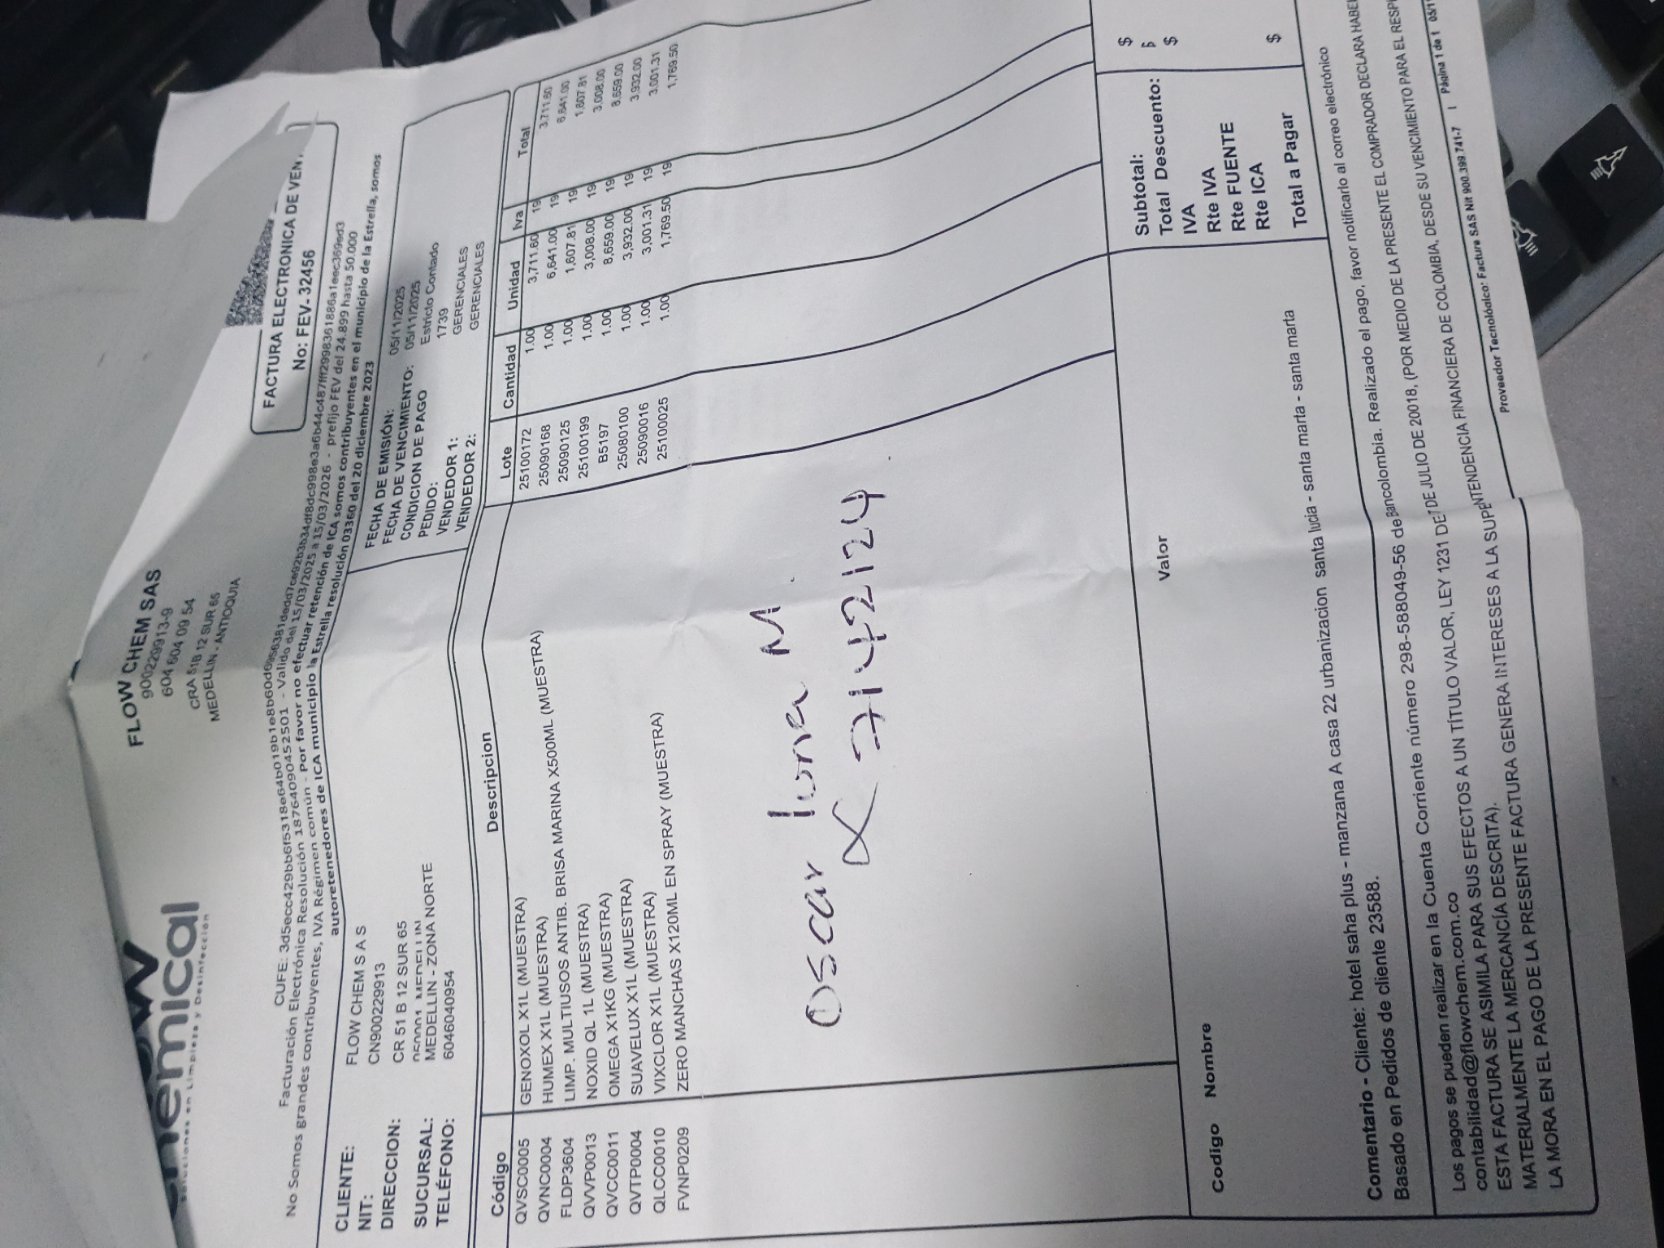 chemical
Soluciones en Limpieza y Desinfeccion
FLOW CHEM SAS
900229913-9
604 604 09 54
CRA 51B 12 SUR 65
MEDELLIN - ANTIOQUIA
FACTURA ELECTRONICA DE VEN
No: FEV- 32456
Facturación Electrónica Resolución 18764090452501 - Valido del 15/03/2025 a 15/03/2026 - prefijo FEV del 24.899 hasta 50.000
No Somos grandes contribuyentes, IVA Régimen común - Por favor no efectuar retención de ICA somos contribuyentes en el municipio de la Estrella, somos
autoretenedores de ICA municipio la Estrella resolución 03360 del 20 diciembre 2023
CLIENTE: FLOW CHEM S A S
NIT: CN900229913
DIRECCION: CR 51 B 12 SUR 65
SUCURSAL: MEDELLIN - ZONA NORTE
TELÉFONO: 6046040954
FECHA DE EMISIÓN: 05/11/2025
FECHA DE VENCIMIENTO: 05/11/2025
CONDICION DE PAGO Estricto Contado
PEDIDO: 1739
VENDEDOR 1: GERENCIALES
VENDEDOR 2: GERENCIALES
Código Descripcion Lote Cantidad Unidad Iva Total
QVSC0005 GENOXOL X1L (MUESTRA) 25100172 1.00 3,711.60 19 3,711.60
QVNC0004 HUMEX X1L (MUESTRA) 25090168 1.00 6,641.00 19 6,641.00
FLDP3604 LIMP. MULTIUSOS ANTIB. BRISA MARINA X500ML (MUESTRA) 25090125 1.00 1,607.81 19 1,607.81
QVVP0013 NOXID QL 1L (MUESTRA) 25100199 1.00 3,008.00 19 3,008.00
QVCC0011 OMEGA X1KG (MUESTRA) B5197 1.00 8,659.00 19 8,659.00
QVTP0004 SUAVELUX X1L (MUESTRA) 25080100 1.00 3,932.00 19 3,932.00
QLCC0010 VIXCLOR X1L (MUESTRA) 25090016 1.00 3,001.31 19 3,001.31
FVNP0209 ZERO MANCHAS X120ML EN SPRAY (MUESTRA) 25100025 1.00 1,769.50 19 1,769.50
Oscar luna M.
71421244
Codigo Nombre Valor
Subtotal: $
Total Descuento: $
IVA $
Rte IVA
Rte FUENTE
Rte ICA
Total a Pagar $
Comentario - Cliente: hotel saha plus - manzana A casa 22 urbanizacion santa lucia - santa marta - santa marta
Basado en Pedidos de cliente 23588.
Los pagos se pueden realizar en la Cuenta Corriente número 298-588049-56 de Bancolombia. Realizado el pago, favor notificarlo al correo electrónico
contabilidad@flowchem.com.co
ESTA FACTURA SE ASIMILA PARA SUS EFECTOS A UN TÍTULO VALOR, LEY 1231 DE 17 DE JULIO DE 20018, (POR MEDIO DE LA PRESENTE EL COMPRADOR DECLARA HABE
MATERIALMENTE LA MERCANCÍA DESCRITA).
LA MORA EN EL PAGO DE LA PRESENTE FACTURA GENERA INTERESES A LA SUPERINTENDENCIA FINANCIERA DE COLOMBIA, DESDE SU VENCIMIENTO PARA EL RESP
Proveedor Tecnológico: Facture SAS Nit 900.399.741-7 | Página 1 de 1 05/1